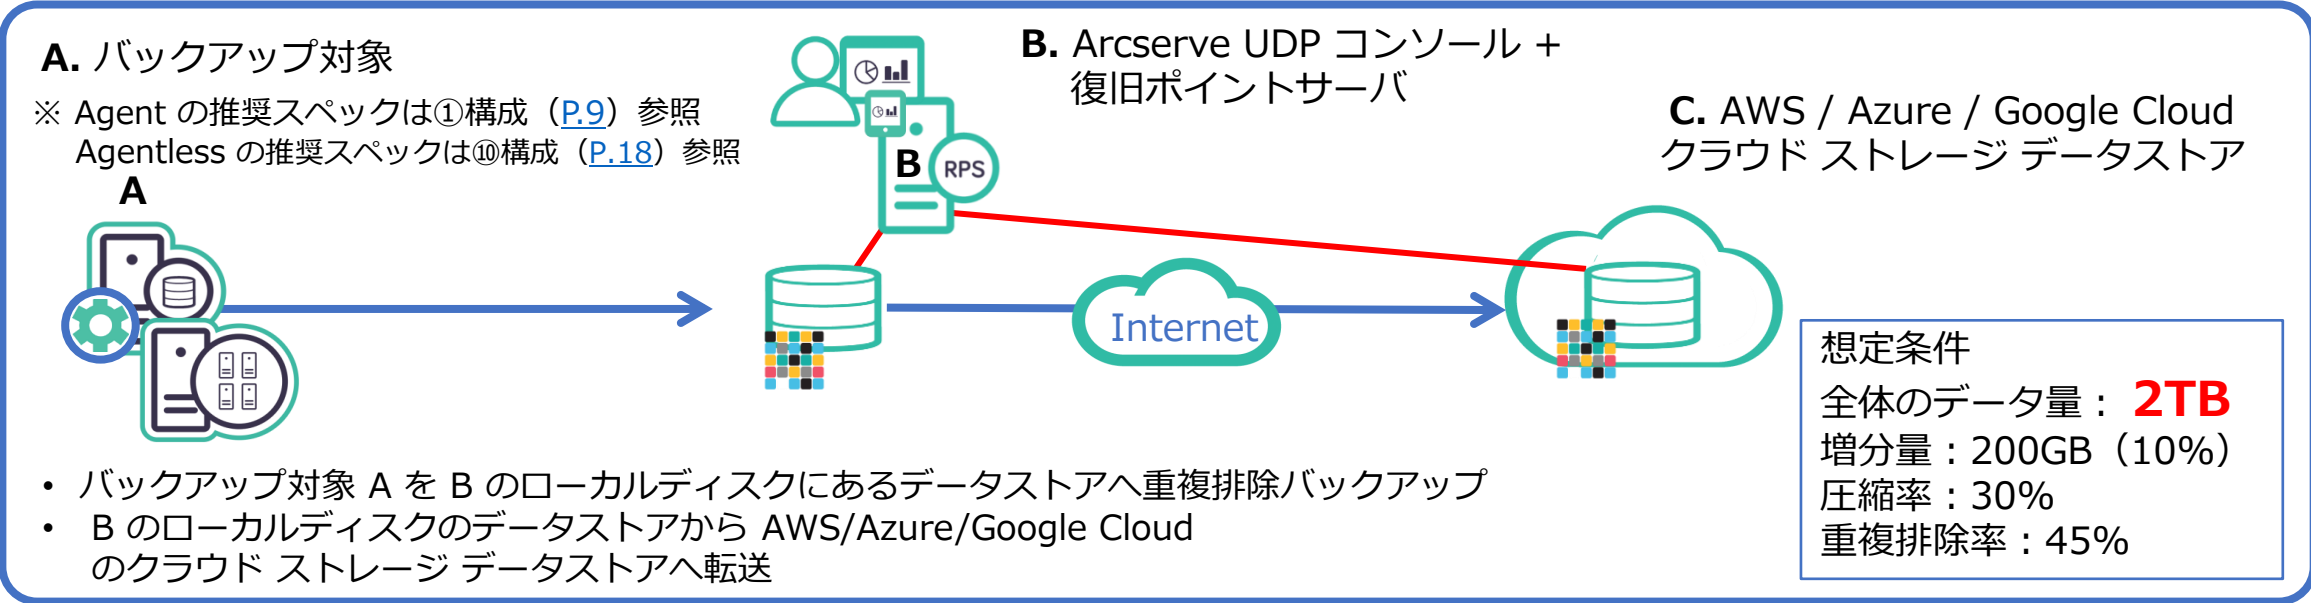 A. バックアップ対象
※ Agent の推奨スペックは①構成（P.9）参照
Agentless の推奨スペックは⑩構成（P.18）参照
A
B. Arcserve UDP コンソール +
復旧ポイントサーバ
B
RPS
C. AWS / Azure / Google Cloud
クラウド ストレージ データストア
Internet
• バックアップ対象 A を B のローカルディスクにあるデータストアへ重複排除バックアップ
• B のローカルディスクのデータストアから AWS/Azure/Google Cloud
のクラウド ストレージ データストアへ転送
想定条件
全体のデータ量： 2TB
増分量：200GB（10%）
圧縮率：30%
重複排除率：45%